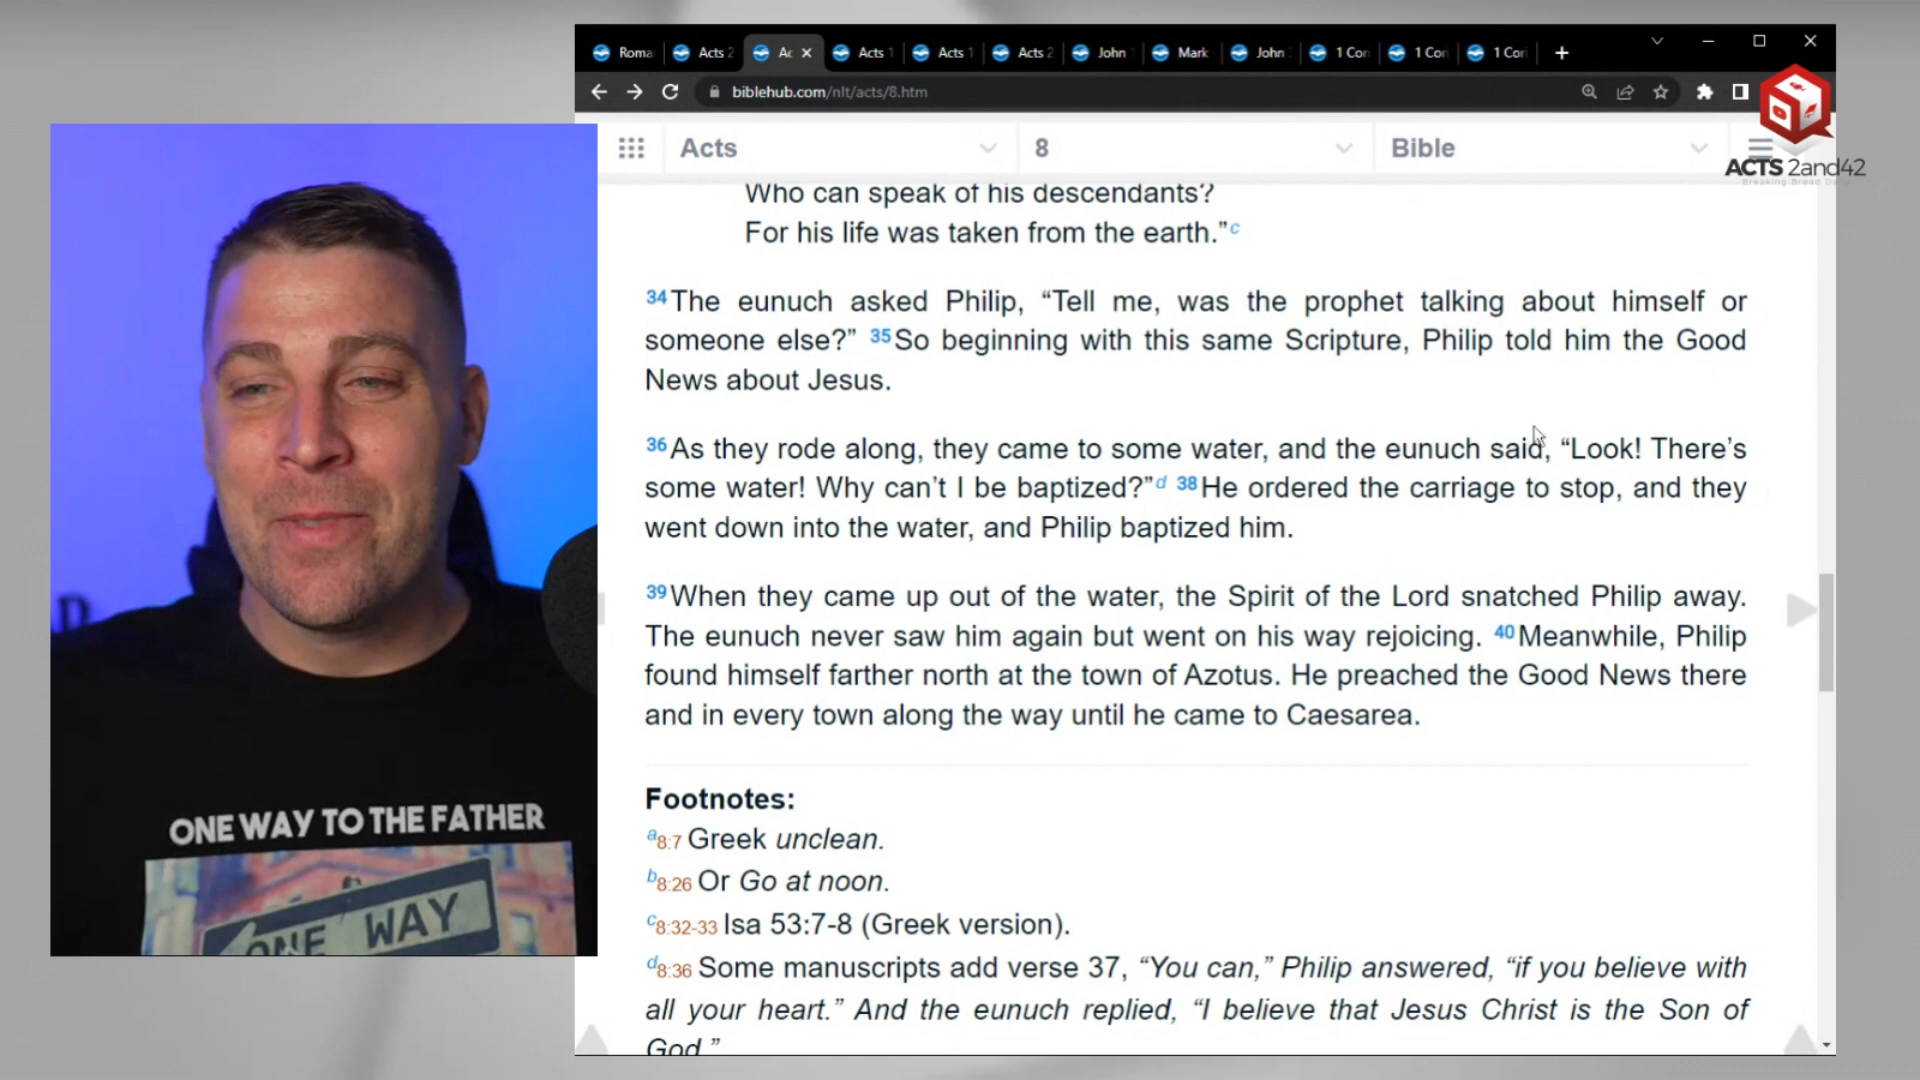 Roma
Acts 2
Ac
Acts 1
Acts 1
Acts 2
John
Mark
John
1 Cor
1 Cor
1 Cor
biblehub.com/nlt/acts/8.htm
Acts
8
Bible
ACTS 2and42
Who can speak of his descendants?
For his life was taken from the earth.”c
34The eunuch asked Philip, “Tell me, was the prophet talking about himself or
someone else?” 35So beginning with this same Scripture, Philip told him the Good
News about Jesus.
36As they rode along, they came to some water, and the eunuch said, “Look! There’s
some water! Why can’t I be baptized?”d 38He ordered the carriage to stop, and they
went down into the water, and Philip baptized him.
39When they came up out of the water, the Spirit of the Lord snatched Philip away.
The eunuch never saw him again but went on his way rejoicing. 40Meanwhile, Philip
found himself farther north at the town of Azotus. He preached the Good News there
and in every town along the way until he came to Caesarea.
Footnotes:
a8:7 Greek unclean.
b8:26 Or Go at noon.
c8:32-33 Isa 53:7-8 (Greek version).
d8:36 Some manuscripts add verse 37, “You can,” Philip answered, “if you believe with
all your heart.” And the eunuch replied, “I believe that Jesus Christ is the Son of
God.”
ONE WAY TO THE FATHER
ONE WAY